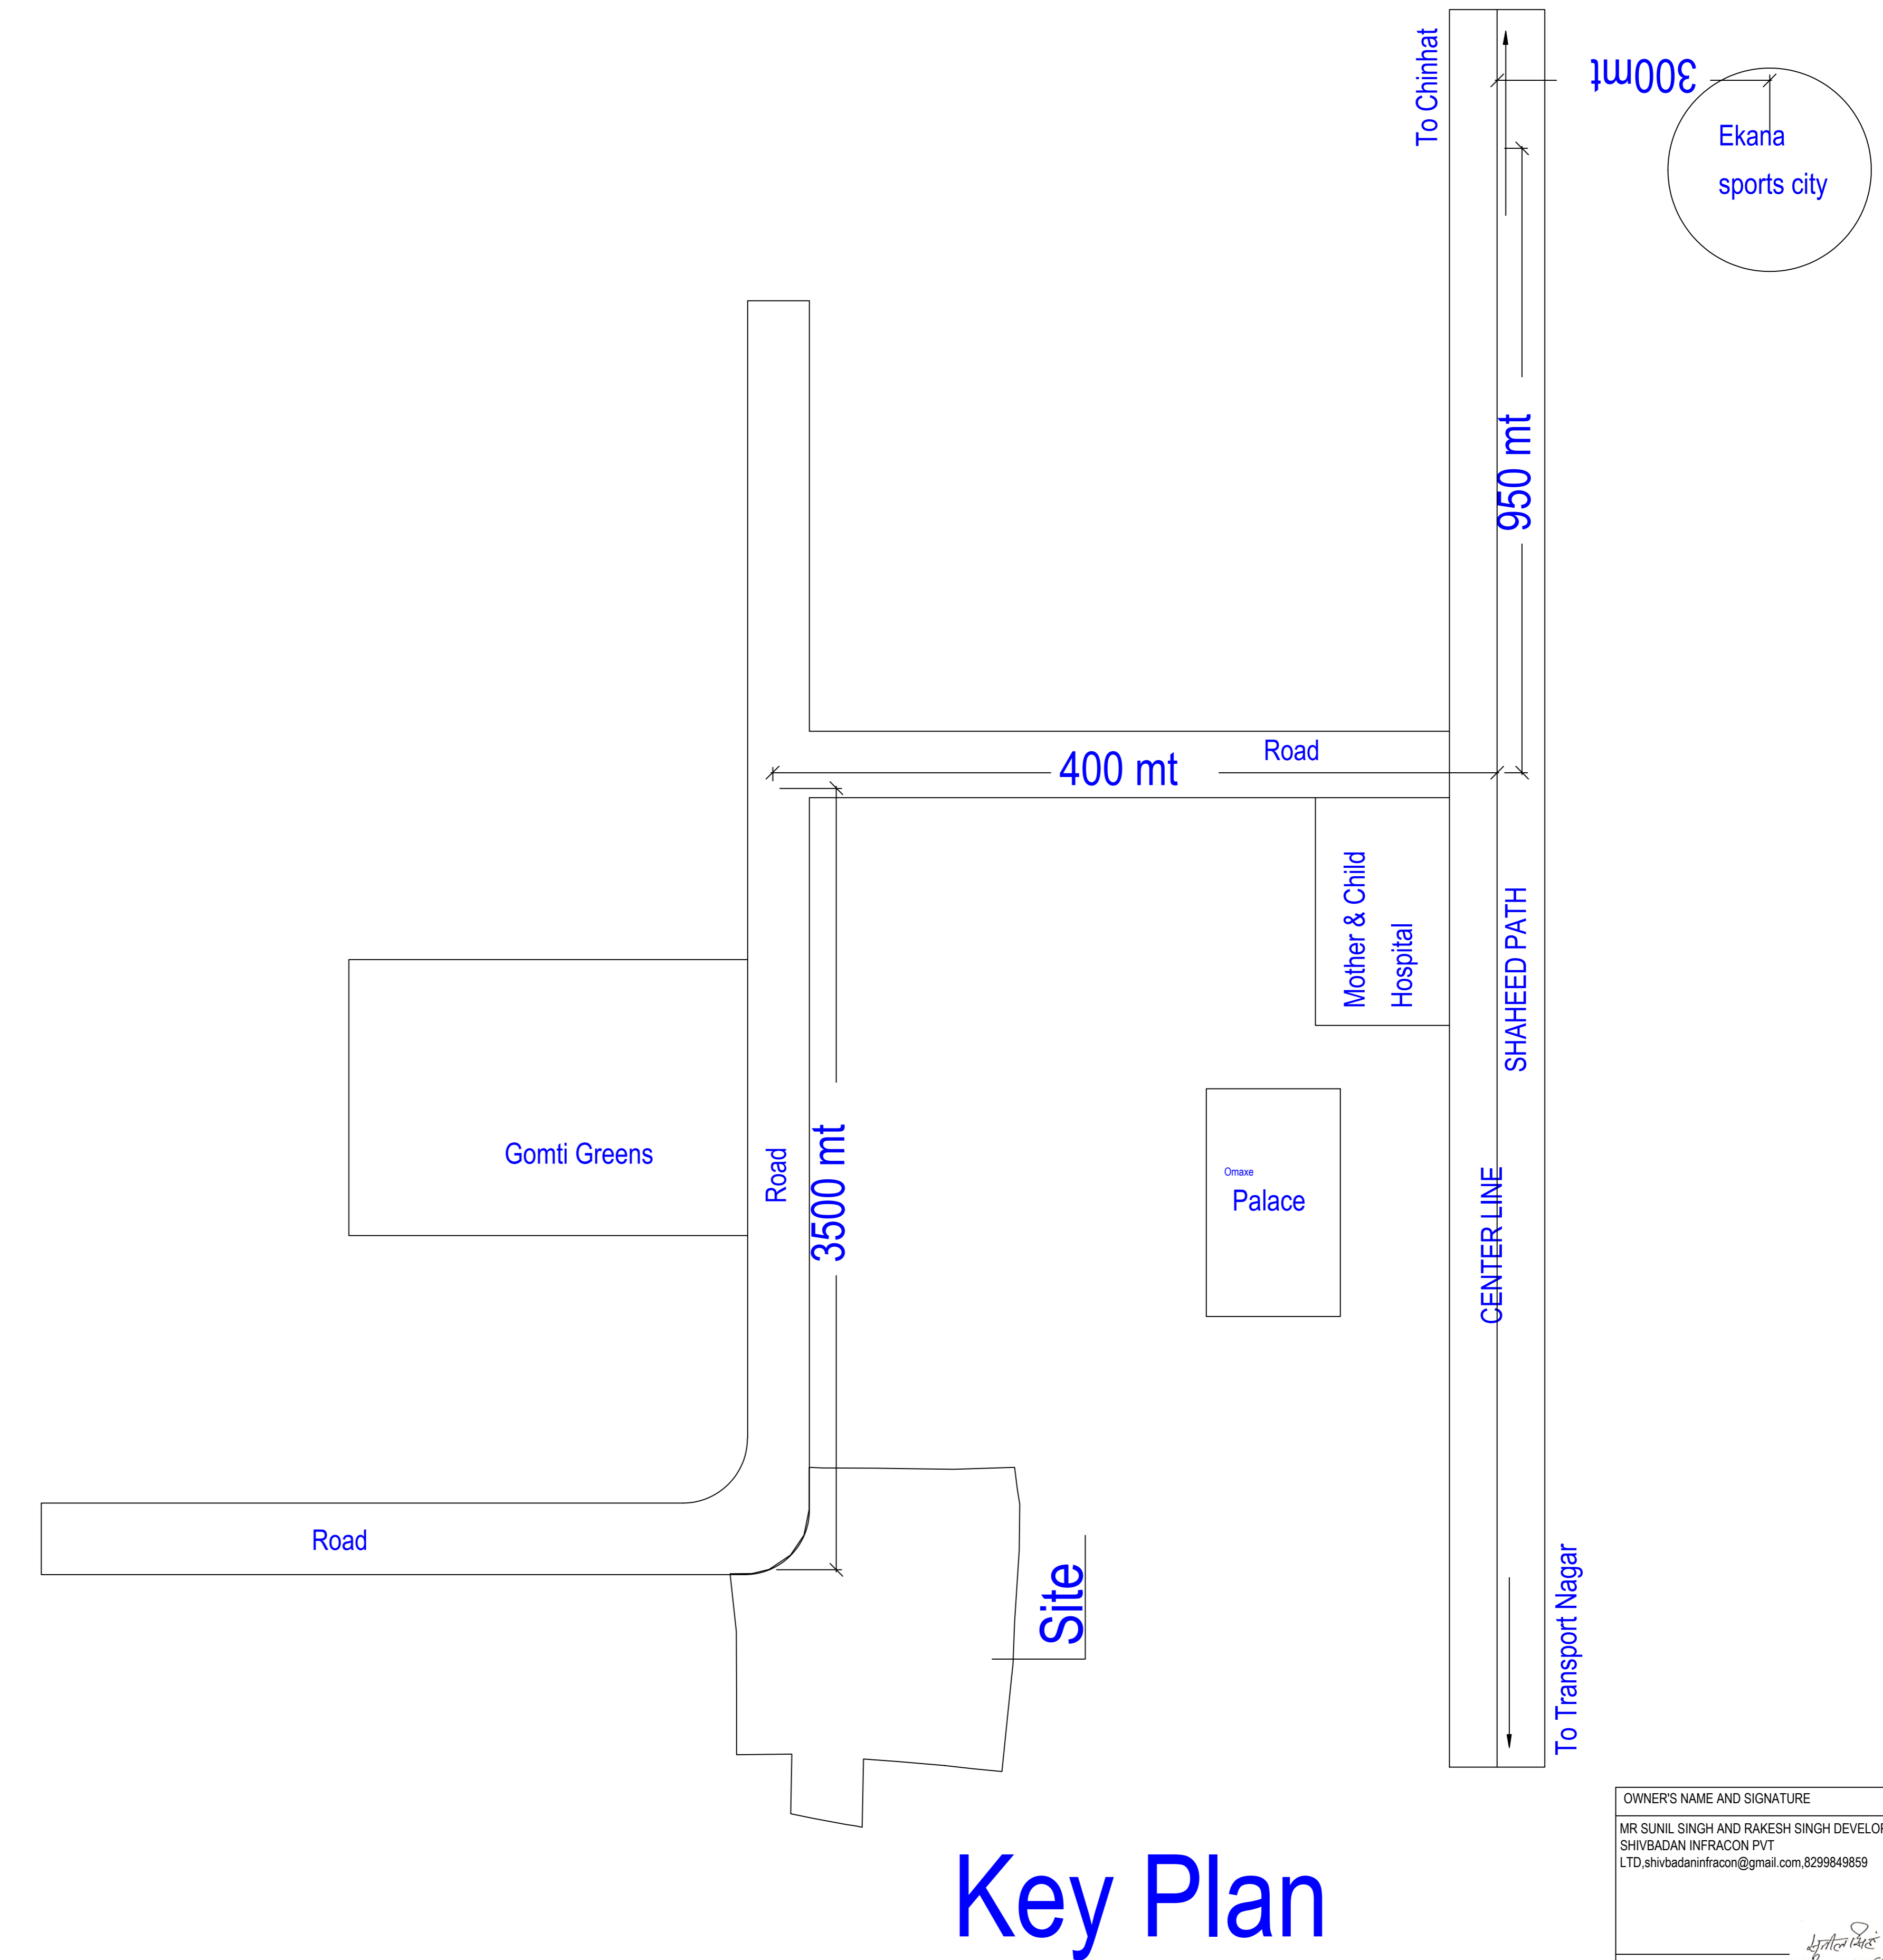 To Chinhat
300mt
Ekana
sports city
950 mt
Road
400 mt
Mother & Child
Hospital
SHAHEED PATH
Gomti Greens
Road
3500 mt
Omaxe
Palace
CENTER LINE
Road
Site
To Transport Nagar
OWNER'S NAME AND SIGNATURE
MR SUNIL SINGH AND RAKESH SINGH DEVELOP
SHIVBADAN INFRACON PVT
LTD,shivbadaninfracon@gmail.com,8299849859
सुनील सिंह
Key Plan